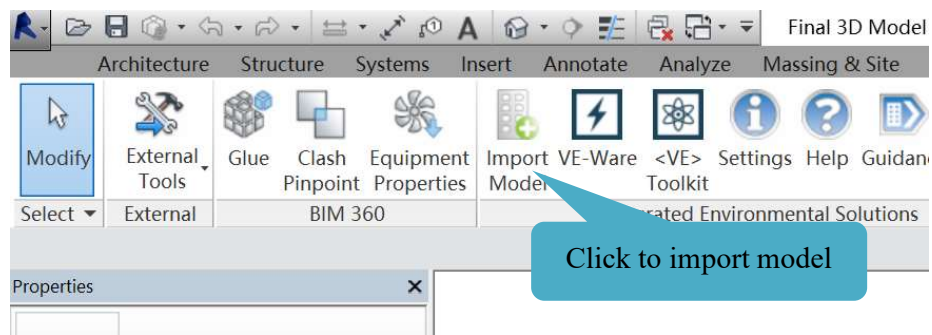 A Final 3D Model
Architecture Structure Systems Insert Annotate Analyze Massing & Site
Modify External Tools Glue Clash Pinpoint Equipment Properties Import Model VE-Ware <VE> Toolkit Settings Help
Select External BIM 360 Environmental Solutions
Click to import model
Properties